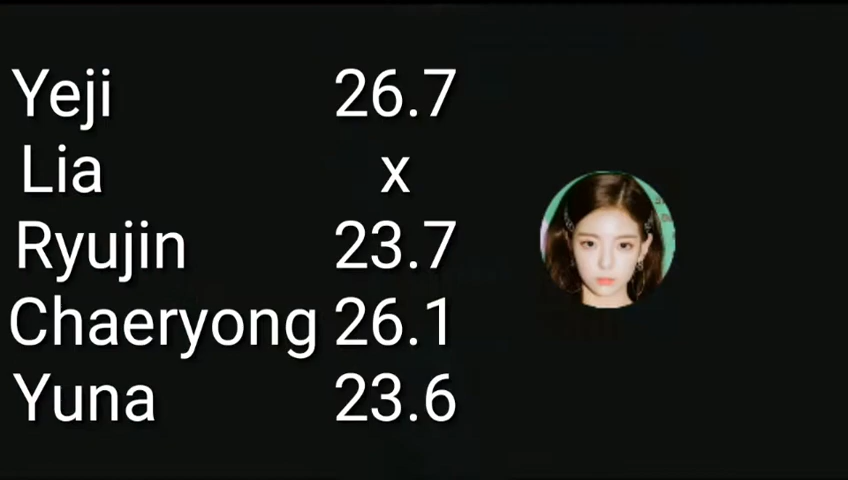 Yeji 26.7
Lia x
Ryujin 23.7
Chaeryong 26.1
Yuna 23.6